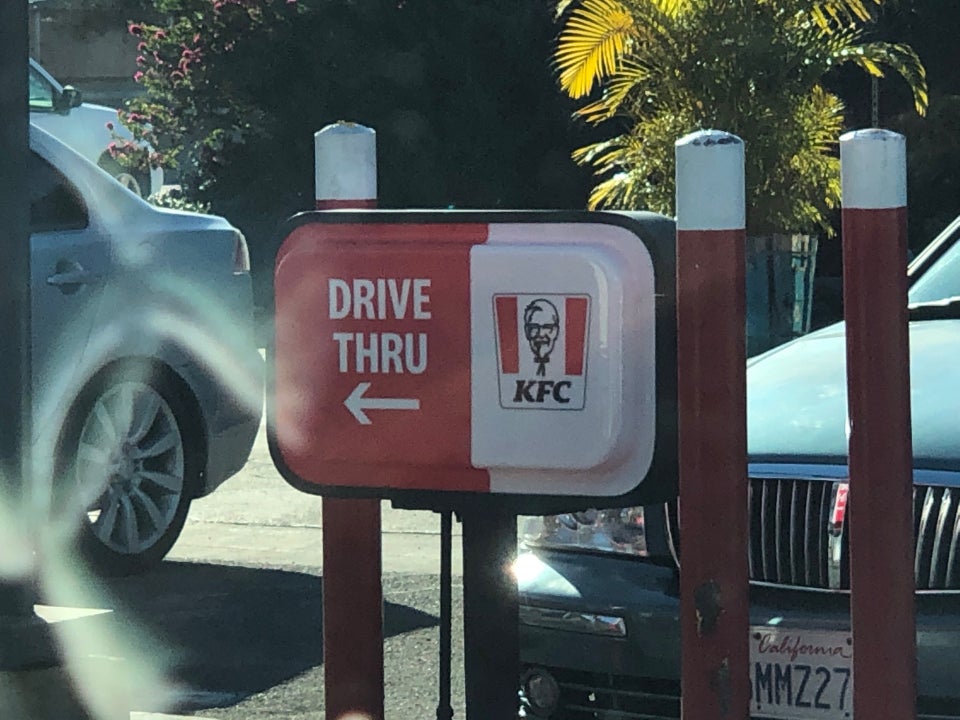 DRIVE
THRU
KFC
California
MMZ27